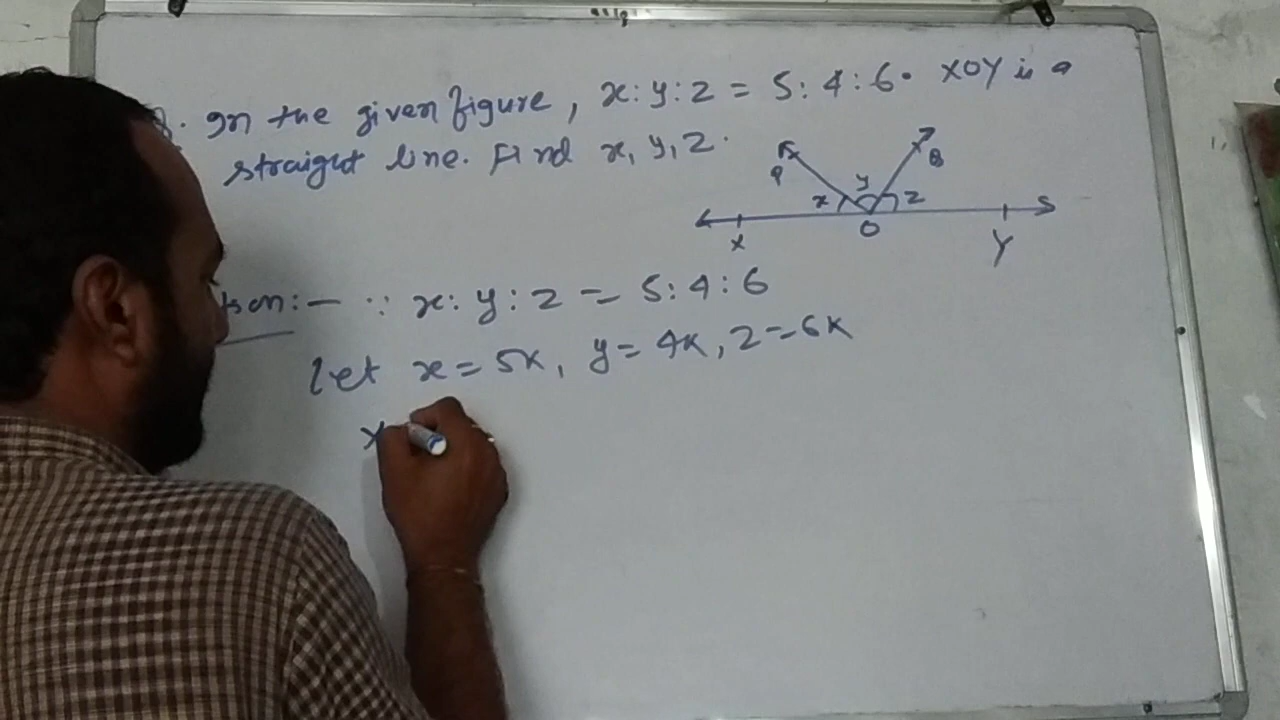 . In the given figure, x:y:z = 5:4:6. XOY is a
straight line. Find x, y, z.
P
y
B
x
z
X
O
Y
:— ∵ x:y:z = 5:4:6
let x = 5k, y = 4k, z = 6k
x